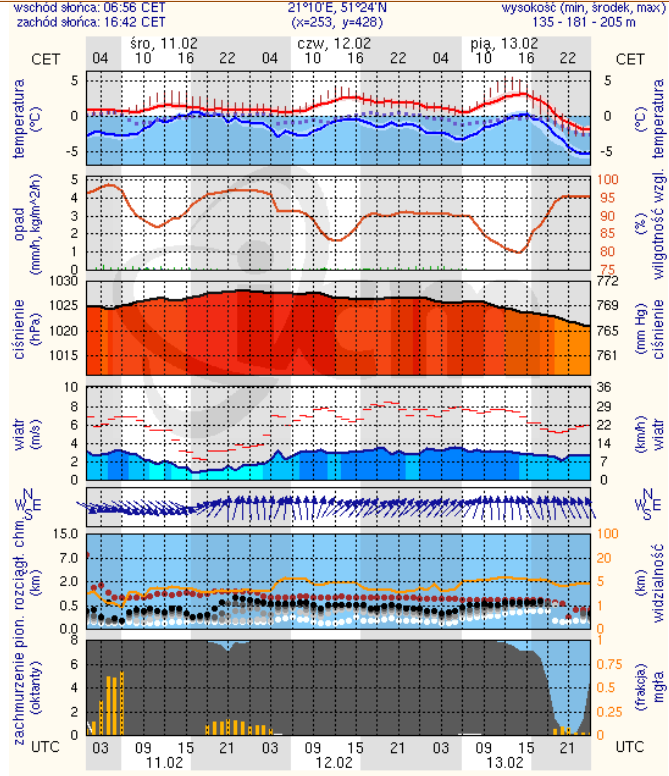 wschód słońca: 06:56 CET 21°10'E, 51°24'N wysokość (min, środek, max)
zachód słońca: 16:42 CET (x=253, y=428) 135 - 181 - 205 m
śro, 11.02 czw, 12.02 pią, 13.02
CET 04 10 16 22 04 10 16 22 04 10 16 22 CET
temperatura (°C) 5 0 -5 5 0 -5 (°C) temperatura
opad (mm/h, kg/m^2/h) 5 4 3 2 1 0 100 95 90 85 80 75 (%) wilgotność wzgl.
ciśnienie (hPa) 1030 1025 1020 1015 772 769 765 761 (mm Hg) ciśnienie
icm
wiatr (m/s) 10 8 6 4 2 0 36 29 22 14 7 0 (km/h) wiatr
N W E S N W E S
pion. rozciągł. chm. (km) 15.0 7.0 2.0 0.5 0.0 100 20 5 1 0 (km) widzialność
zachmurzenie (oktanty) 8 6 4 2 0 1 0.75 0.5 0.25 0 (frakcja) mgła
UTC 03 09 15 21 03 09 15 21 03 09 15 21 UTC
11.02 12.02 13.02